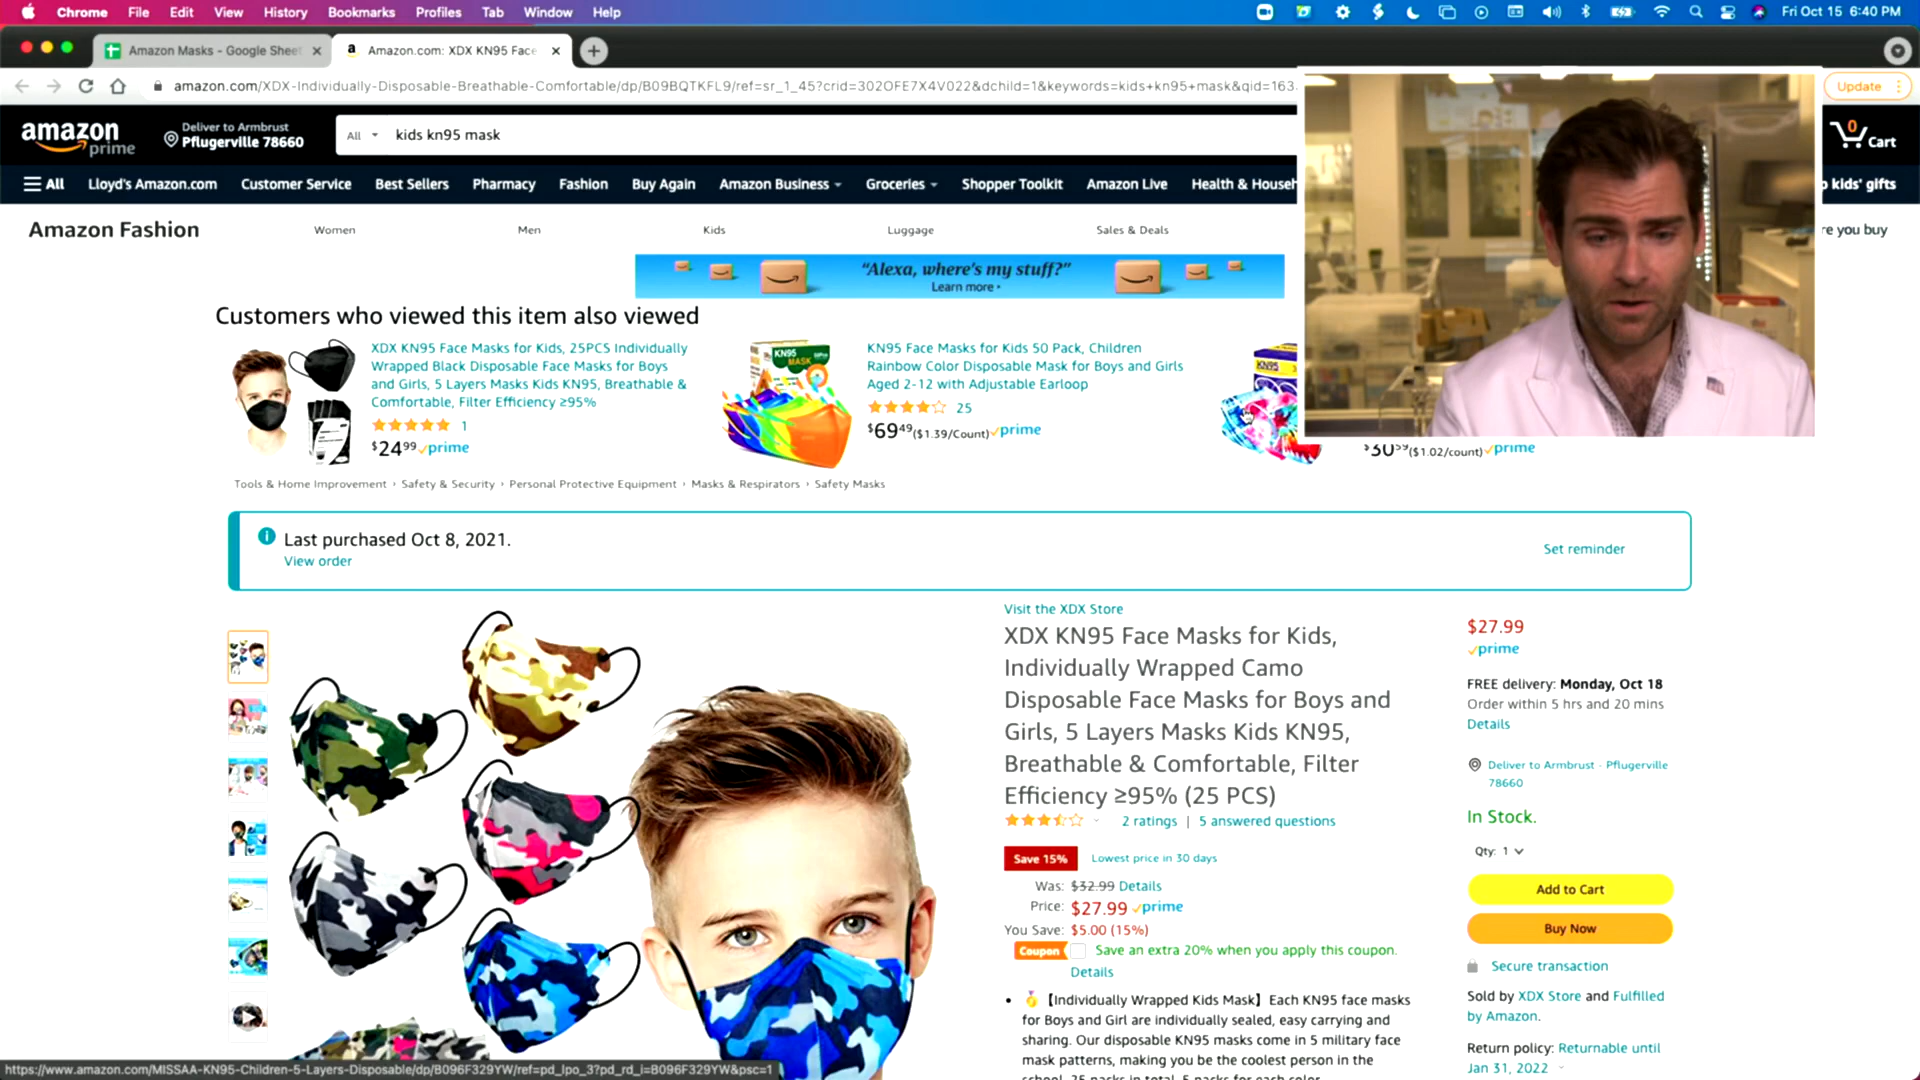 Chrome File Edit View History Bookmarks Profiles Tab Window Help
Fri Oct 15 6:40 PM
Amazon Masks - Google Sheet
Amazon.com: XDX KN95 Face
amazon.com/XDX-Individually-Disposable-Breathable-Comfortable/dp/B09BQTKFL9/ref=sr_1_45?crid=302OFE7X4V022&dchild=1&keywords=kids+kn95+mask&qid=163
Update
amazon prime
Deliver to Armbrust
Pflugerville 78660
All
kids kn95 mask
0
Cart
All Lloyd's Amazon.com Customer Service Best Sellers Pharmacy Fashion Buy Again Amazon Business Groceries Shopper Toolkit Amazon Live Health & Househ
kids' gifts
Amazon Fashion Women Men Kids Luggage Sales & Deals
re you buy
“Alexa, where's my stuff?”
Learn more
Customers who viewed this item also viewed
XDX KN95 Face Masks for Kids, 25PCS Individually
Wrapped Black Disposable Face Masks for Boys
and Girls, 5 Layers Masks Kids KN95, Breathable &
Comfortable, Filter Efficiency ≥95%
1
$24.99 prime
KN95
MASK
KN95 Face Masks for Kids 50 Pack, Children
Rainbow Color Disposable Mask for Boys and Girls
Aged 2-12 with Adjustable Earloop
25
$69.49 ($1.39/Count) prime
KN95
$30.59 ($1.02/count) prime
Tools & Home Improvement › Safety & Security › Personal Protective Equipment › Masks & Respirators › Safety Masks
Last purchased Oct 8, 2021.
View order
Set reminder
Visit the XDX Store
XDX KN95 Face Masks for Kids,
Individually Wrapped Camo
Disposable Face Masks for Boys and
Girls, 5 Layers Masks Kids KN95,
Breathable & Comfortable, Filter
Efficiency ≥95% (25 PCS)
2 ratings | 5 answered questions
Save 15% Lowest price in 30 days
Was: $32.99 Details
Price: $27.99 prime
You Save: $5.00 (15%)
Coupon Save an extra 20% when you apply this coupon.
Details
• 🏅【Individually Wrapped Kids Mask】Each KN95 face masks
for Boys and Girl are individually sealed, easy carrying and
sharing. Our disposable KN95 masks come in 5 military face
mask patterns, making you be the coolest person in the
school. 25 packs in total, 5 packs for each color.
$27.99
prime
FREE delivery: Monday, Oct 18
Order within 5 hrs and 20 mins
Details
Deliver to Armbrust - Pflugerville
78660
In Stock.
Qty: 1
Add to Cart
Buy Now
Secure transaction
Sold by XDX Store and Fulfilled
by Amazon.
Return policy: Returnable until
Jan 31, 2022
https://www.amazon.com/MISSAA-KN95-Children-5-Layers-Disposable/dp/B096F329YW/ref=pd_lpo_3?pd_rd_i=B096F329YW&psc=1